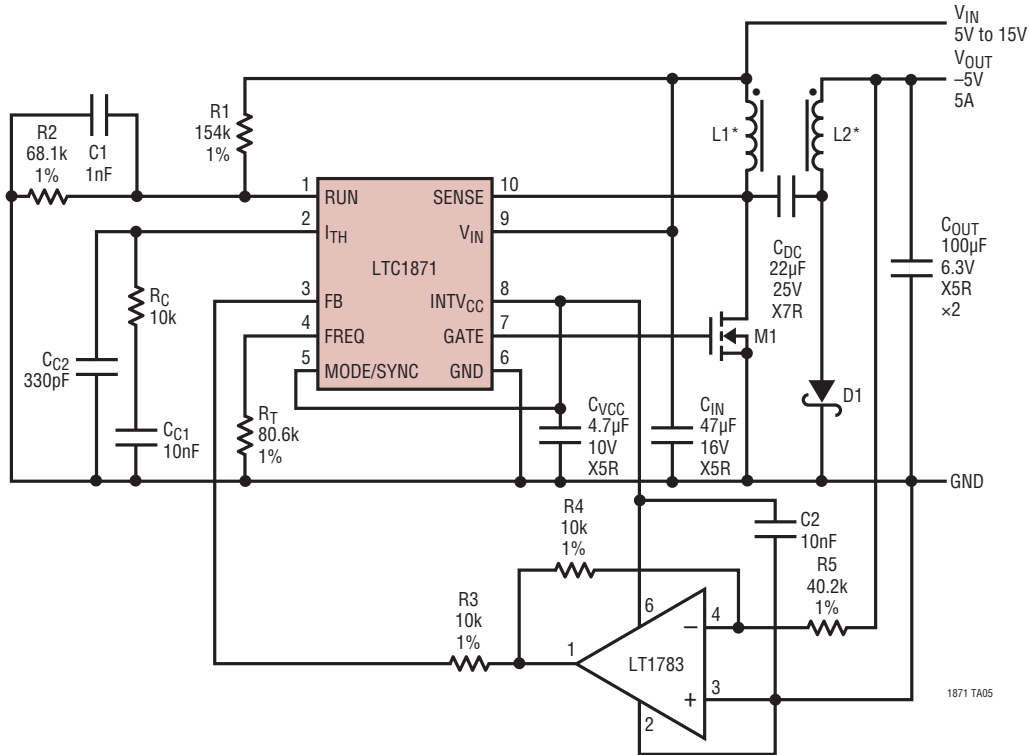 VIN
5V to 15V
VOUT
–5V
5A
R1
154k
1%
R2
68.1k
1%
C1
1nF
L1*
L2*
1
RUN
SENSE
10
2
ITH
VIN
9
LTC1871
3
FB
INTVCC
8
4
FREQ
GATE
7
5
MODE/SYNC
GND
6
RC
10k
CC2
330pF
CC1
10nF
RT
80.6k
1%
CDC
22µF
25V
X7R
COUT
100µF
6.3V
X5R
×2
M1
D1
CVCC
4.7µF
10V
X5R
CIN
47µF
16V
X5R
GND
R4
10k
1%
C2
10nF
R5
40.2k
1%
R3
10k
1%
1
6
4
–
LT1783
+
3
2
1871 TA05